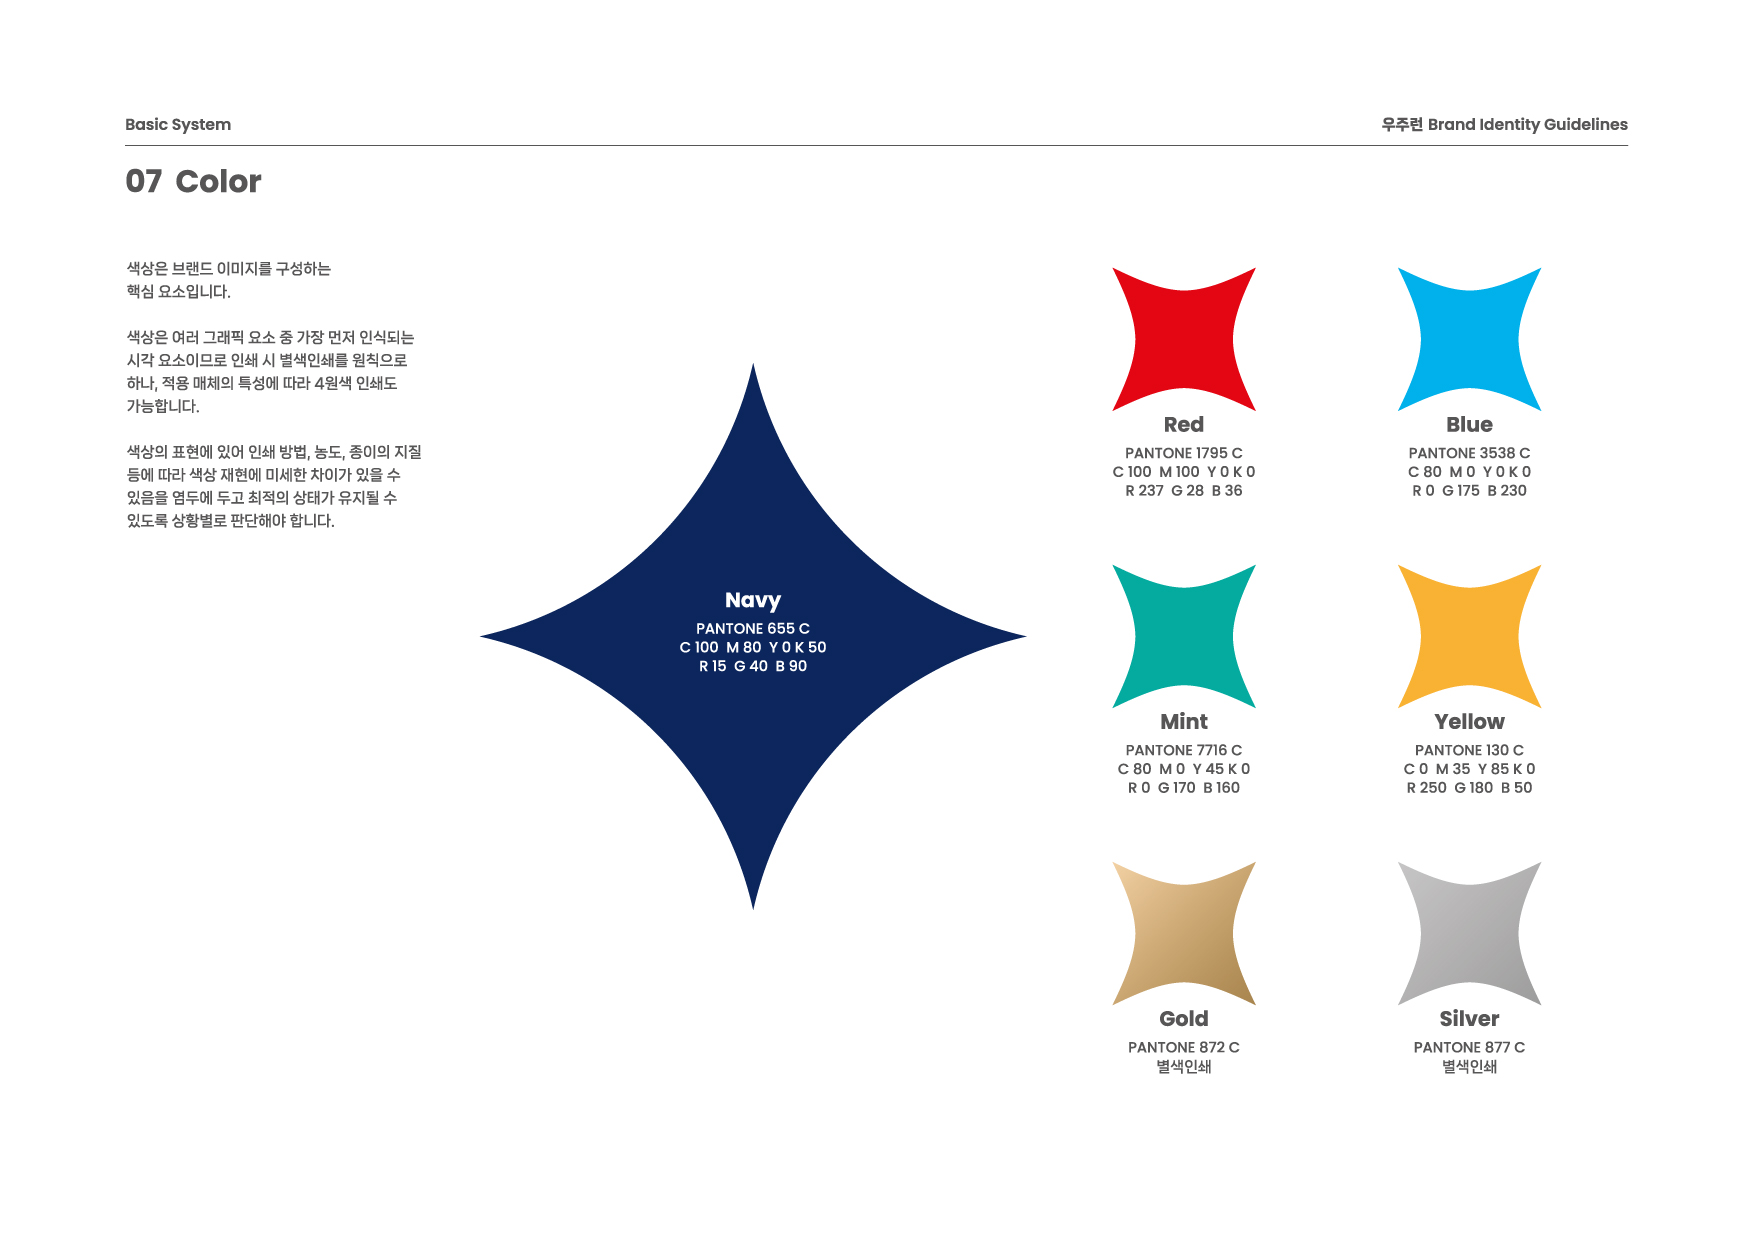 Basic System
우주런 Brand Identity Guidelines
07 Color
색상은 브랜드 이미지를 구성하는
핵심 요소입니다.
색상은 여러 그래픽 요소 중 가장 먼저 인식되는
시각 요소이므로 인쇄 시 별색인쇄를 원칙으로
하나, 적용 매체의 특성에 따라 4원색 인쇄도
가능합니다.
색상의 표현에 있어 인쇄 방법, 농도, 종이의 지질
등에 따라 색상 재현에 미세한 차이가 있을 수
있음을 염두에 두고 최적의 상태가 유지될 수
있도록 상황별로 판단해야 합니다.
Navy
PANTONE 655 C
C 100 M 80 Y 0 K 50
R 15 G 40 B 90
Red
PANTONE 1795 C
C 100 M 100 Y 0 K 0
R 237 G 28 B 36
Blue
PANTONE 3538 C
C 80 M 0 Y 0 K 0
R 0 G 175 B 230
Mint
PANTONE 7716 C
C 80 M 0 Y 45 K 0
R 0 G 170 B 160
Yellow
PANTONE 130 C
C 0 M 35 Y 85 K 0
R 250 G 180 B 50
Gold
PANTONE 872 C
별색인쇄
Silver
PANTONE 877 C
별색인쇄